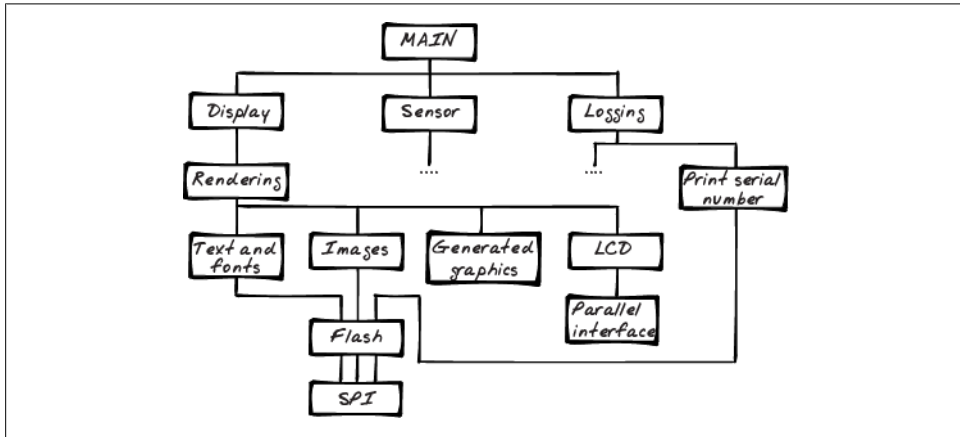 MAIN
Display
Sensor
Logging
....
....
Rendering
Print serial
number
Text and
fonts
Images
Generated
graphics
LCD
Parallel
interface
Flash
SPI